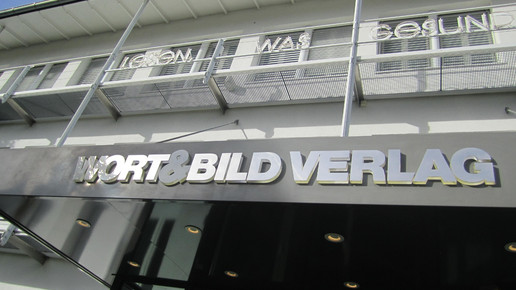 LESEN, WAS GESUND
WORT&BILD VERLAG